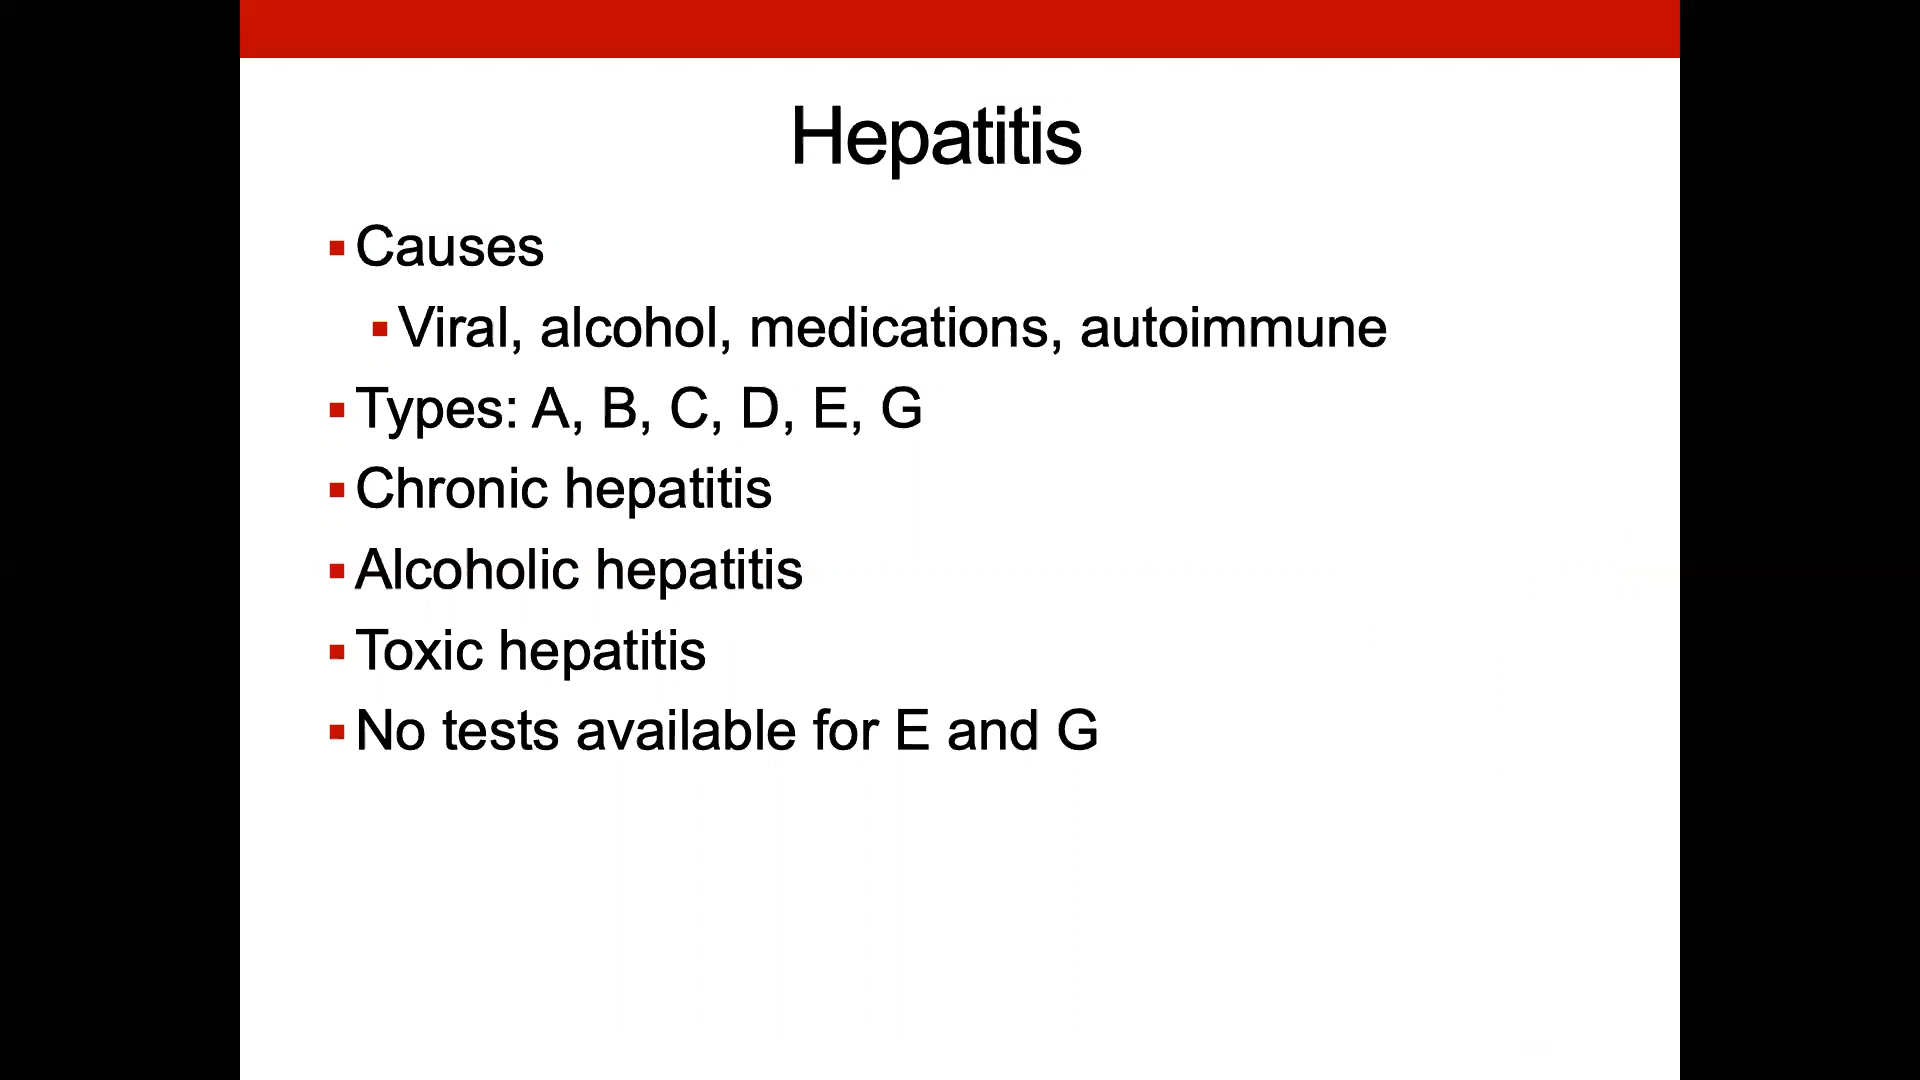 Hepatitis
Causes
Viral, alcohol, medications, autoimmune
Types: A, B, C, D, E, G
Chronic hepatitis
Alcoholic hepatitis
Toxic hepatitis
No tests available for E and G